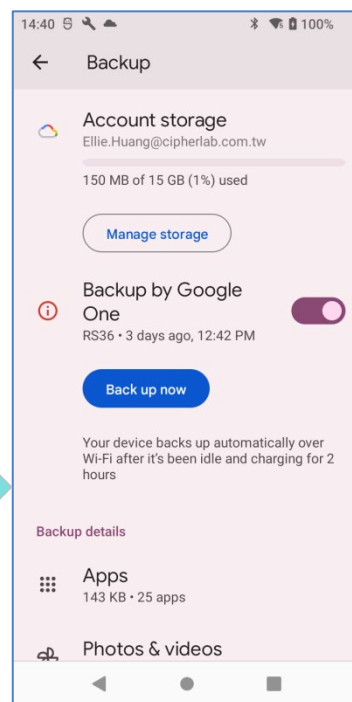 14:40 100%
Backup
Account storage
Ellie.Huang@cipherlab.com.tw
150 MB of 15 GB (1%) used
Manage storage
Backup by Google
One
RS36 • 3 days ago, 12:42 PM
Back up now
Your device backs up automatically over
Wi-Fi after it's been idle and charging for 2
hours
Backup details
Apps
143 KB • 25 apps
Photos & videos